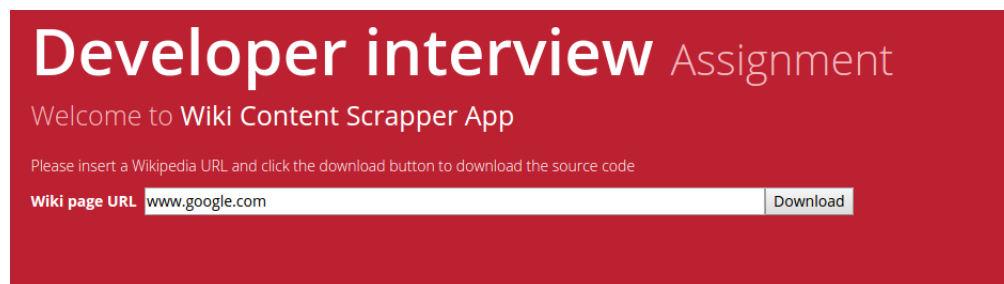 Developer interview Assignment
Welcome to Wiki Content Scrapper App
Please insert a Wikipedia URL and click the download button to download the source code
Wiki page URL www.google.com Download